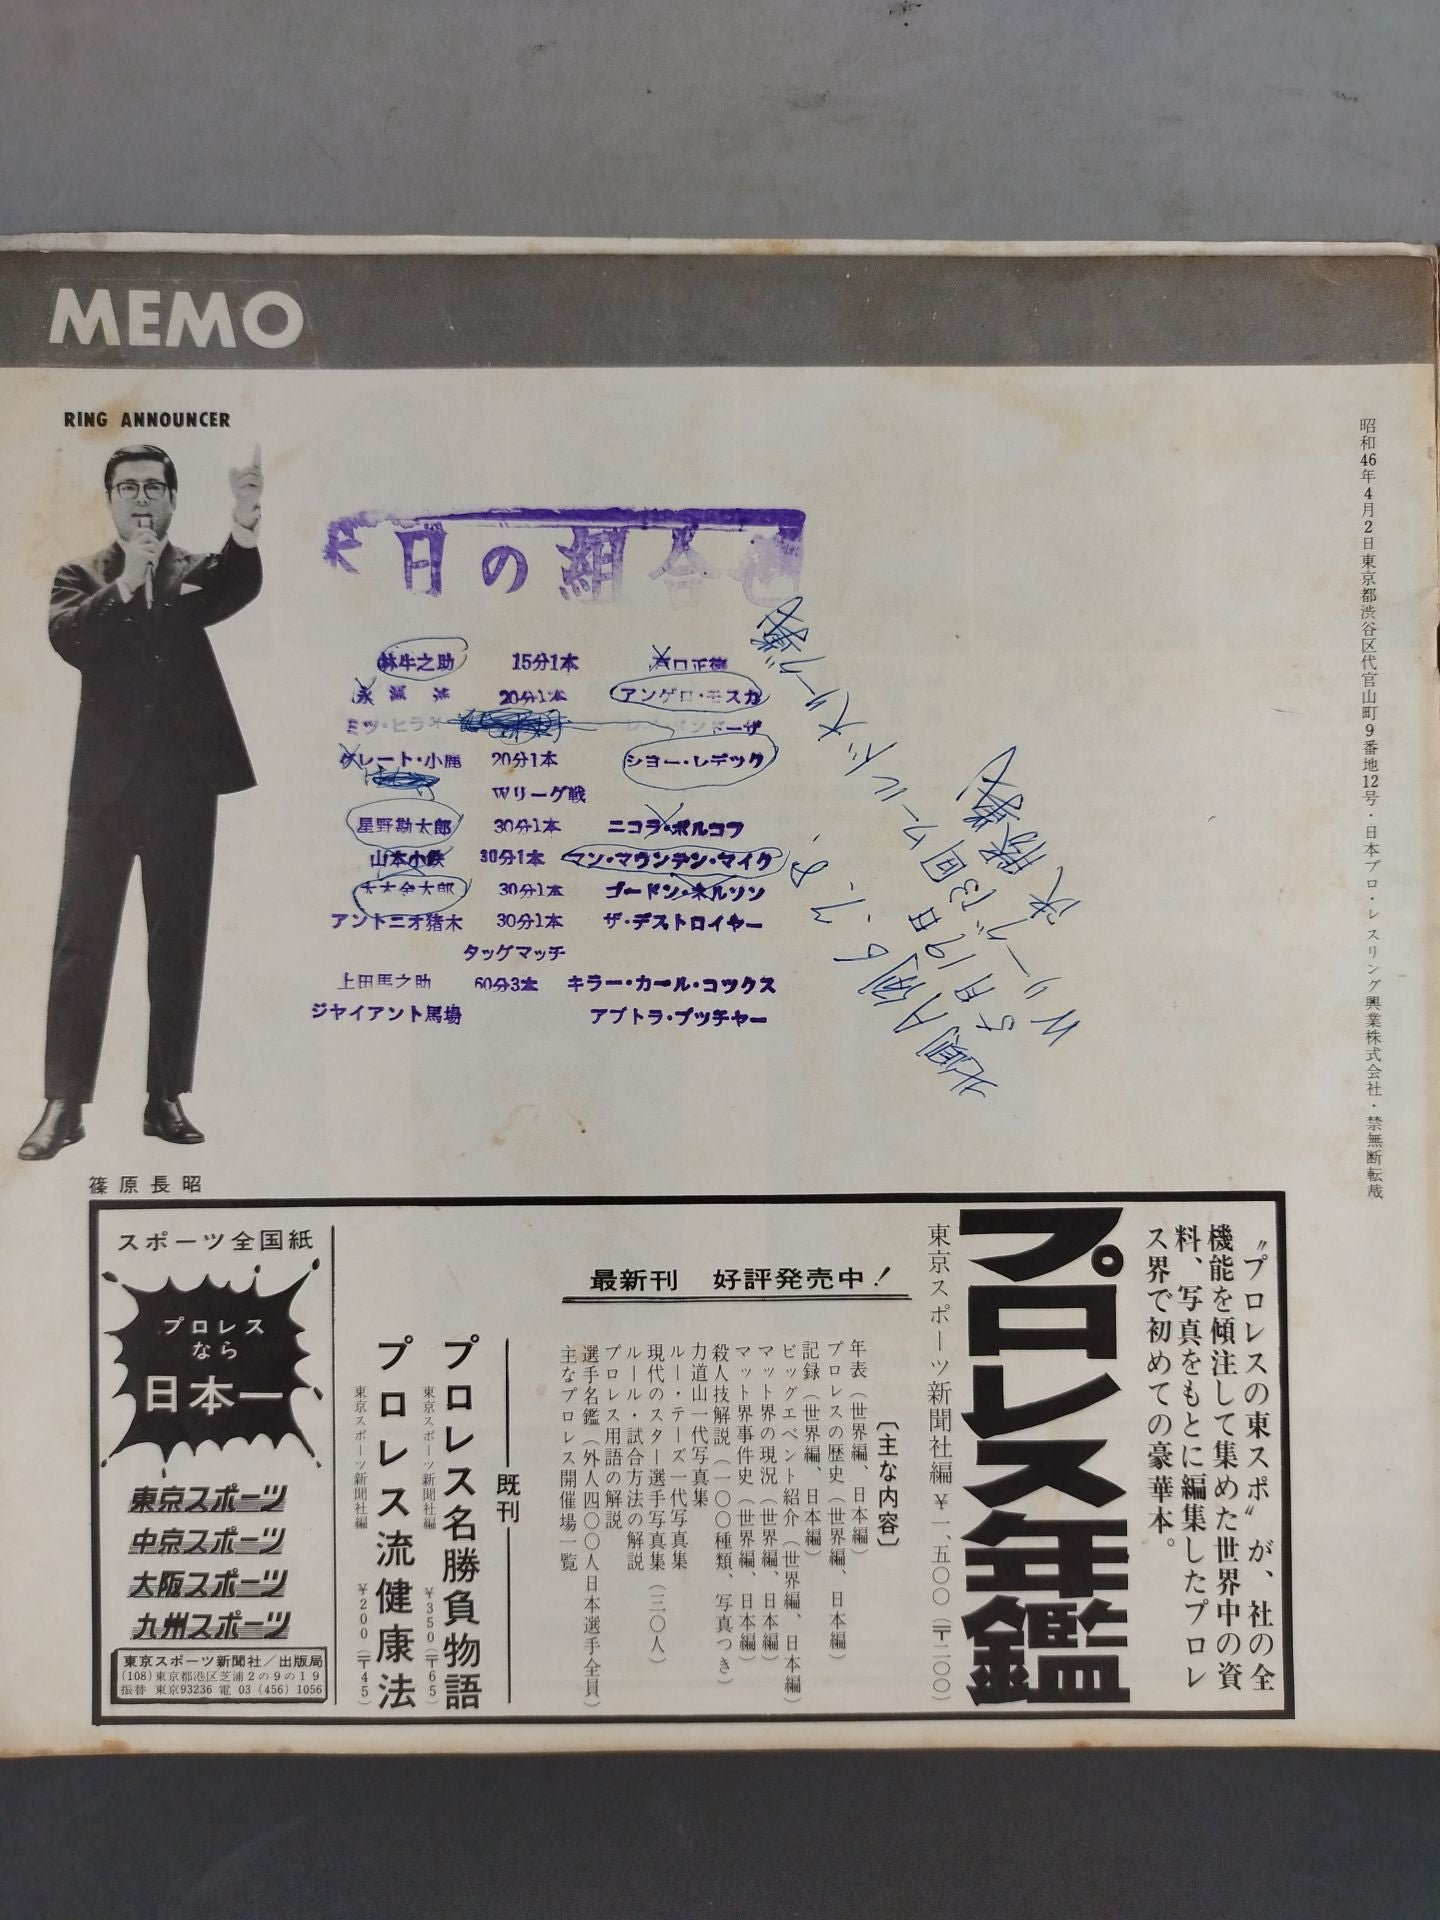 MEMO
RING ANNOUNCER
篠原長昭
本日の組合せ
林牛之助 15分1本
20分1本 アンゲロ・モスカ
ミツ・ヒラ
グレート・小鹿 20分1本 ジョー・レデック
Wリーグ戦
星野勘太郎 30分1本 ニコラ・ボルコフ
山本小鉄 30分1本 マン・マウンテン・マイク
大木金太郎 30分1本 ゴードン・ネルソン
アントニオ猪木 30分1本 ザ・デストロイヤー
タッグマッチ
上田馬之助 60分3本 キラー・カール・コックス
ジャイアント馬場 アブトラ・ブッチャー
5月19日 13回ワールド大リーグ戦
Wリーグ 決勝戦
昭和46年4月2日東京都渋谷区代官山町9番地12号・日本プロ・レスリング興業株式会社・禁無断転載
〝プロレスの東スポ〟が、社の全
機能を傾注して集めた世界中の資
料、写真をもとに編集したプロレ
ス界で初めての豪華本。
プロレス年鑑
東京スポーツ新聞社編 ¥一、五〇〇(〒二〇〇)
最新刊 好評発売中!
〔主な内容〕
年表(世界編、日本編)
プロレスの歴史(世界編、日本編)
記録(世界編、日本編)
ビッグエベント紹介(世界編、日本編)
マット界の現況(世界編、日本編)
マット界事件史(世界編、日本編)
殺人技解説(一〇〇種類、写真つき)
力道山一代写真集
ルー・テーズ一代写真集
現代のスター選手写真集(三〇人)
ルール・試合方法の解説
プロレス用語の解説
選手名鑑(外人四〇〇人日本選手全員)
主なプロレス開催場一覧
既刊
プロレス名勝負物語
東京スポーツ新聞社編 ¥350(〒65)
プロレス流健康法
東京スポーツ新聞社編 ¥200(〒45)
スポーツ全国紙
プロレス
なら
日本一
東京スポーツ
中京スポーツ
大阪スポーツ
九州スポーツ
東京スポーツ新聞社/出版局
(108)東京都港区芝浦2の9の19
振替 東京93236 電 03(456)1056